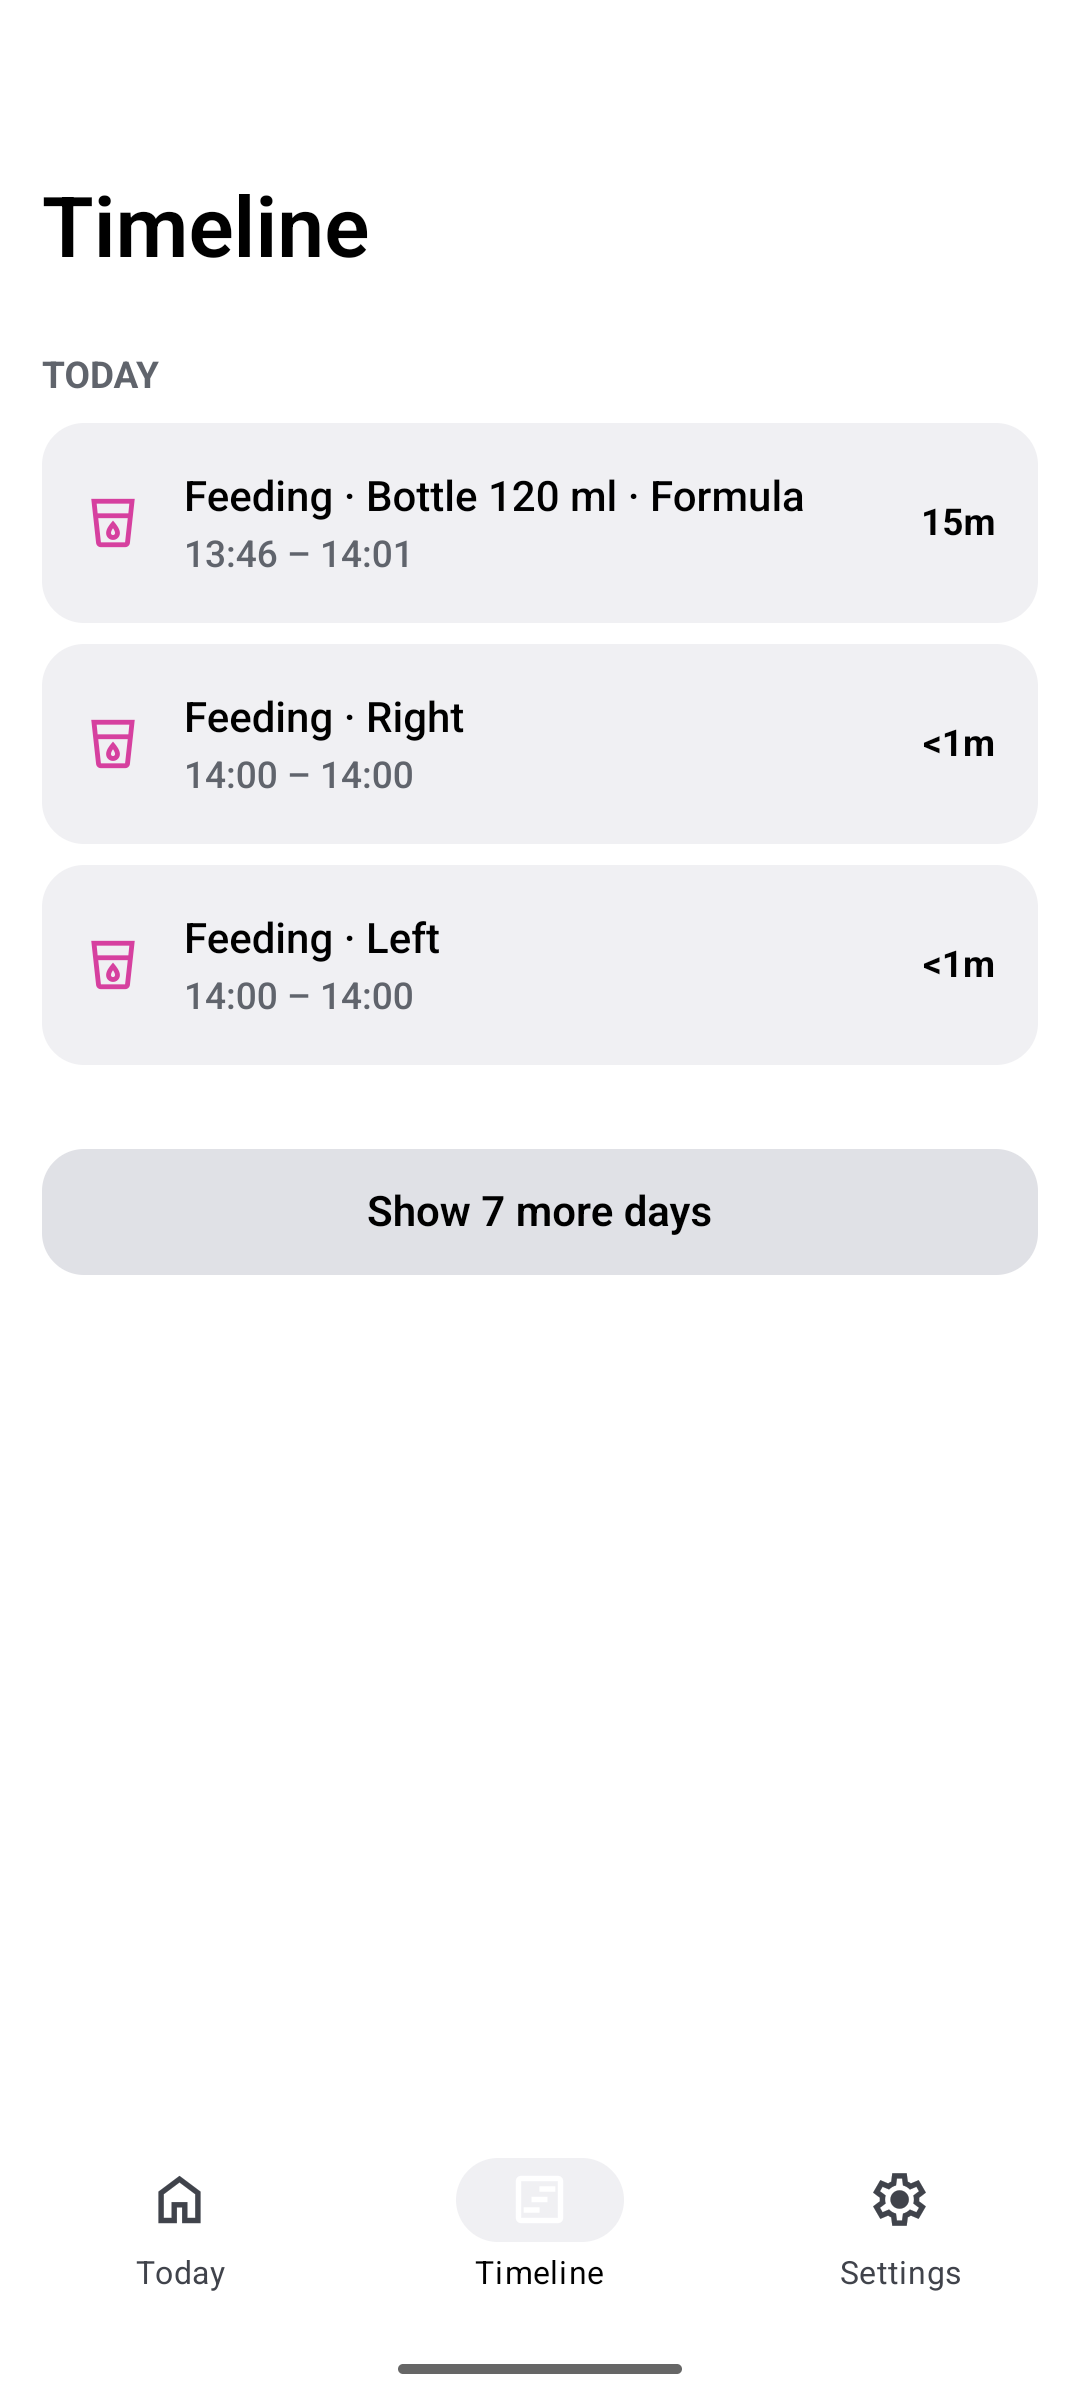 Timeline
TODAY
Feeding · Bottle 120 ml · Formula
13:46 – 14:01
15m
Feeding · Right
14:00 – 14:00
<1m
Feeding · Left
14:00 – 14:00
<1m
Show 7 more days
Today
Timeline
Settings